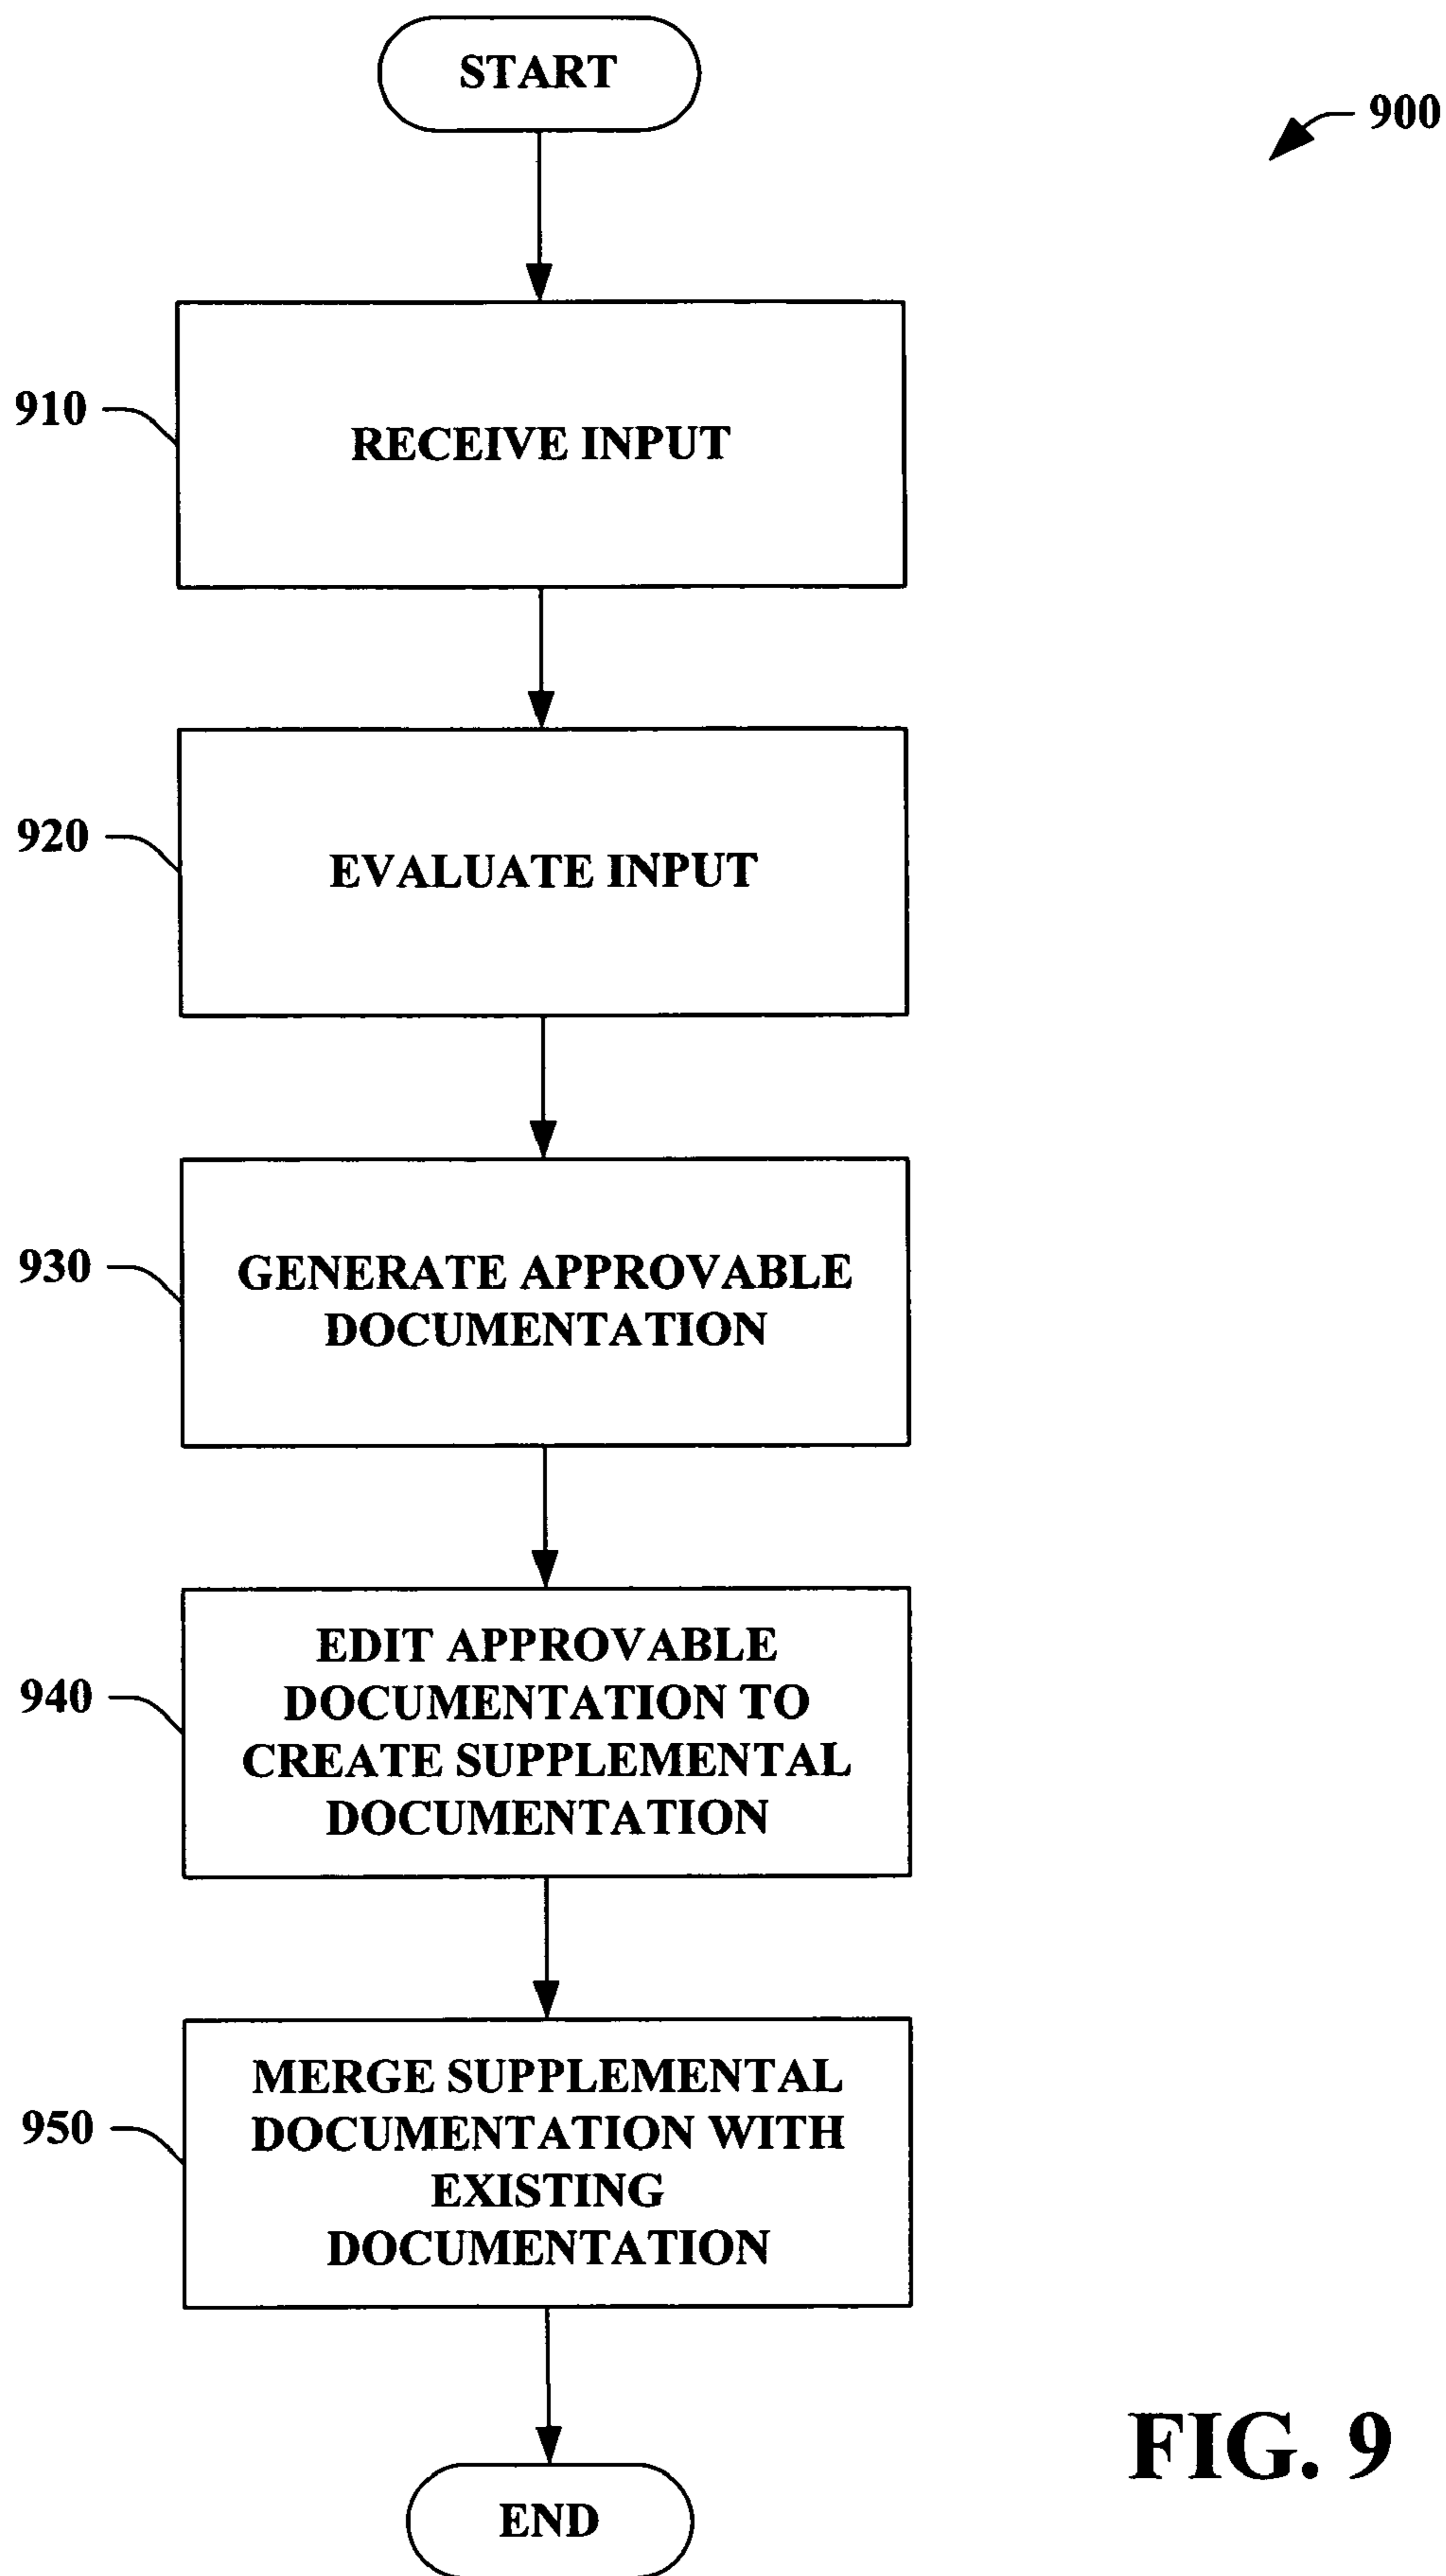 START
900
910
RECEIVE INPUT
920
EVALUATE INPUT
930
GENERATE APPROVABLE
DOCUMENTATION
940
EDIT APPROVABLE
DOCUMENTATION TO
CREATE SUPPLEMENTAL
DOCUMENTATION
950
MERGE SUPPLEMENTAL
DOCUMENTATION WITH
EXISTING
DOCUMENTATION
END
FIG. 9